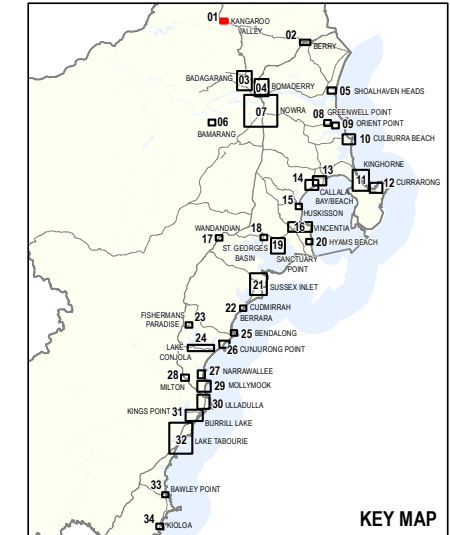 01
KANGAROO
VALLEY
02
BERRY
BADAGARANG
03
04
BOMADERRY
05
SHOALHAVEN HEADS
06
BAMARANG
07
NOWRA
08
GREENWELL POINT
09
ORIENT POINT
10
CULBURRA BEACH
KINGHORNE
11
12
CURRARONG
13
14
CALLALA
BAY/BEACH
15
HUSKISSON
16
VINCENTIA
WANDANDIAN
17
18
ST. GEORGES
BASIN
19
SANCTUARY
POINT
20
HYAMS BEACH
21
SUSSEX INLET
22
CUDMIRRAH
BERRARA
FISHERMANS
PARADISE
23
24
LAKE
CONJOLA
25
BENDALONG
26
CUNJURONG POINT
27
NARRAWALLEE
28
MILTON
29
MOLLYMOOK
30
ULLADULLA
KINGS POINT
31
BURRILL LAKE
32
LAKE TABOURIE
33
BAWLEY POINT
34
KIOLOA
KEY MAP